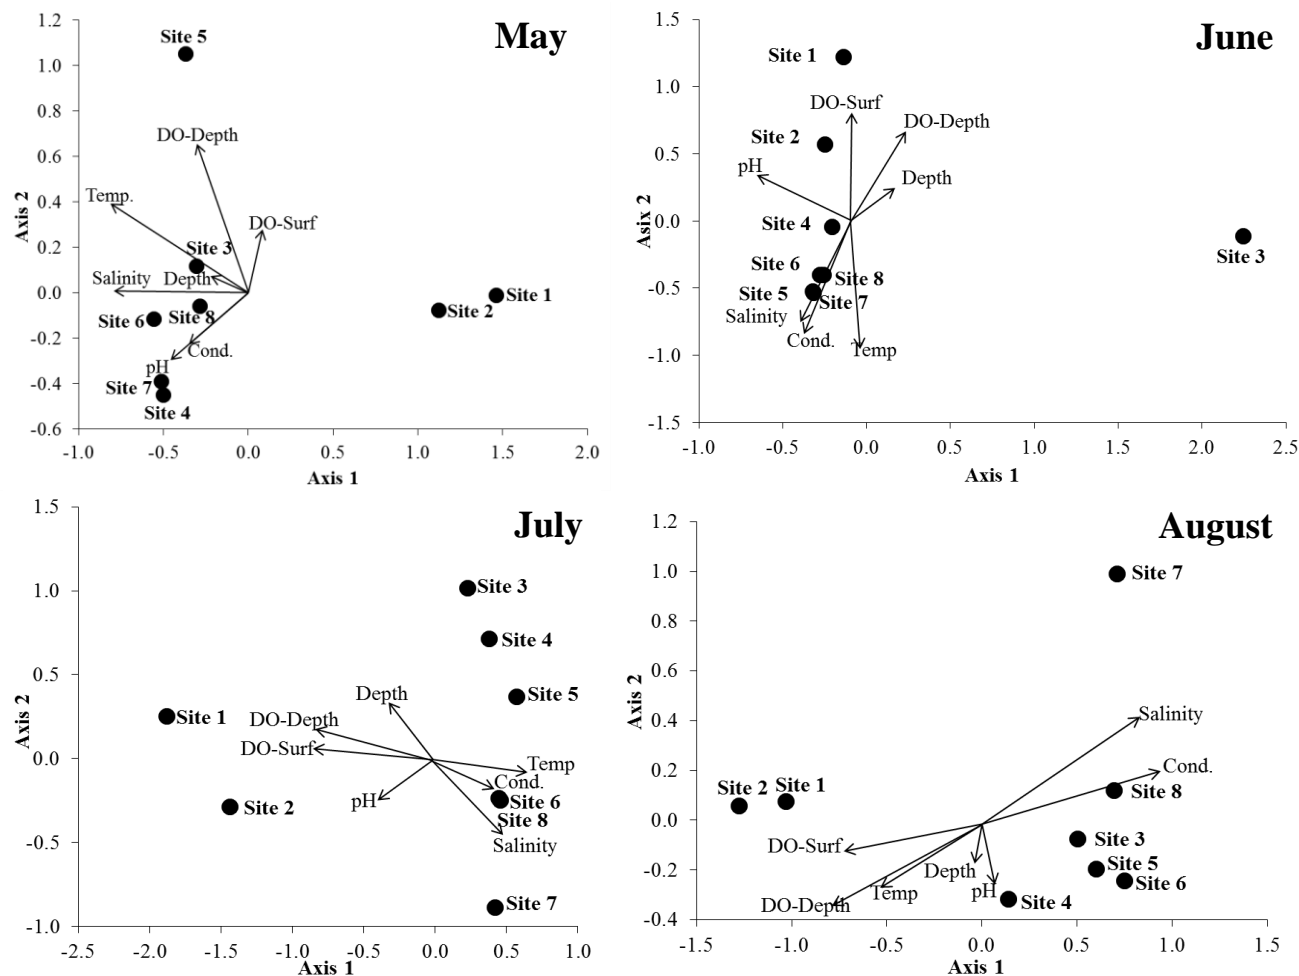 May
1.2
1.0
0.8
0.6
0.4
0.2
0.0
-0.2
-0.4
-0.6
Axis 2
Site 5
DO-Depth
Temp.
DO-Surf
Site 3
Salinity
Depth
Site 1
Site 2
Site 6
Site 8
Cond.
pH
Site 7
Site 4
-1.0 -0.5 0.0 0.5 1.0 1.5 2.0
Axis 1
June
1.5
1.0
0.5
0.0
-0.5
-1.0
-1.5
Asix 2
Site 1
DO-Surf
DO-Depth
Site 2
pH
Depth
Site 4
Site 3
Site 6
Site 8
Site 5
Site 7
Salinity
Cond.
Temp
-1.0 -0.5 0.0 0.5 1.0 1.5 2.0 2.5
Axis 1
July
1.5
1.0
0.5
0.0
-0.5
-1.0
Axis 2
Site 3
Site 4
Site 5
Depth
Site 1
DO-Depth
DO-Surf
Temp
Cond.
pH
Site 6
Site 2
Site 8
Salinity
Site 7
-2.5 -2.0 -1.5 -1.0 -0.5 0.0 0.5 1.0
Axis 1
August
1.2
1.0
0.8
0.6
0.4
0.2
0.0
-0.2
-0.4
Axis 2
Site 7
Salinity
Cond.
Site 2
Site 1
Site 8
DO-Surf
Site 3
Depth
Site 5
Temp
pH
Site 6
DO-Depth
Site 4
-1.5 -1.0 -0.5 0.0 0.5 1.0 1.5
Axis 1